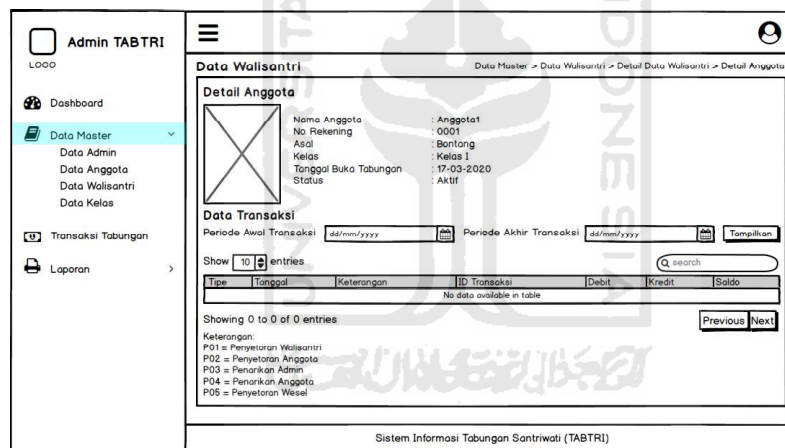 Admin TABTRI
LOGO
Dashboard
Data Master
Data Admin
Data Anggota
Data Walisantri
Data Kelas
Transaksi Tabungan
Laporan
Data Walisantri
Data Master > Data Walisantri > Detail Data Walisantri > Detail Anggota
Detail Anggota
Nama Anggota : Anggota1
No. Rekening : 0001
Asal : Bontang
Kelas : Kelas I
Tanggal Buka Tabungan : 17-03-2020
Status : Aktif
Data Transaksi
Periode Awal Transaksi dd/mm/yyyy Periode Akhir Transaksi dd/mm/yyyy Tampilkan
Show 10 entries search
Tipe Tanggal Keterangan ID Transaksi Debit Kredit Saldo
No data available in table
Showing 0 to 0 of 0 entries Previous Next
Keterangan:
P01 = Penyetoran Walisantri
P02 = Penyetoran Anggota
P03 = Penarikan Admin
P04 = Penarikan Anggota
P05 = Penyetoran Wesel
Sistem Informasi Tabungan Santriwati (TABTRI)